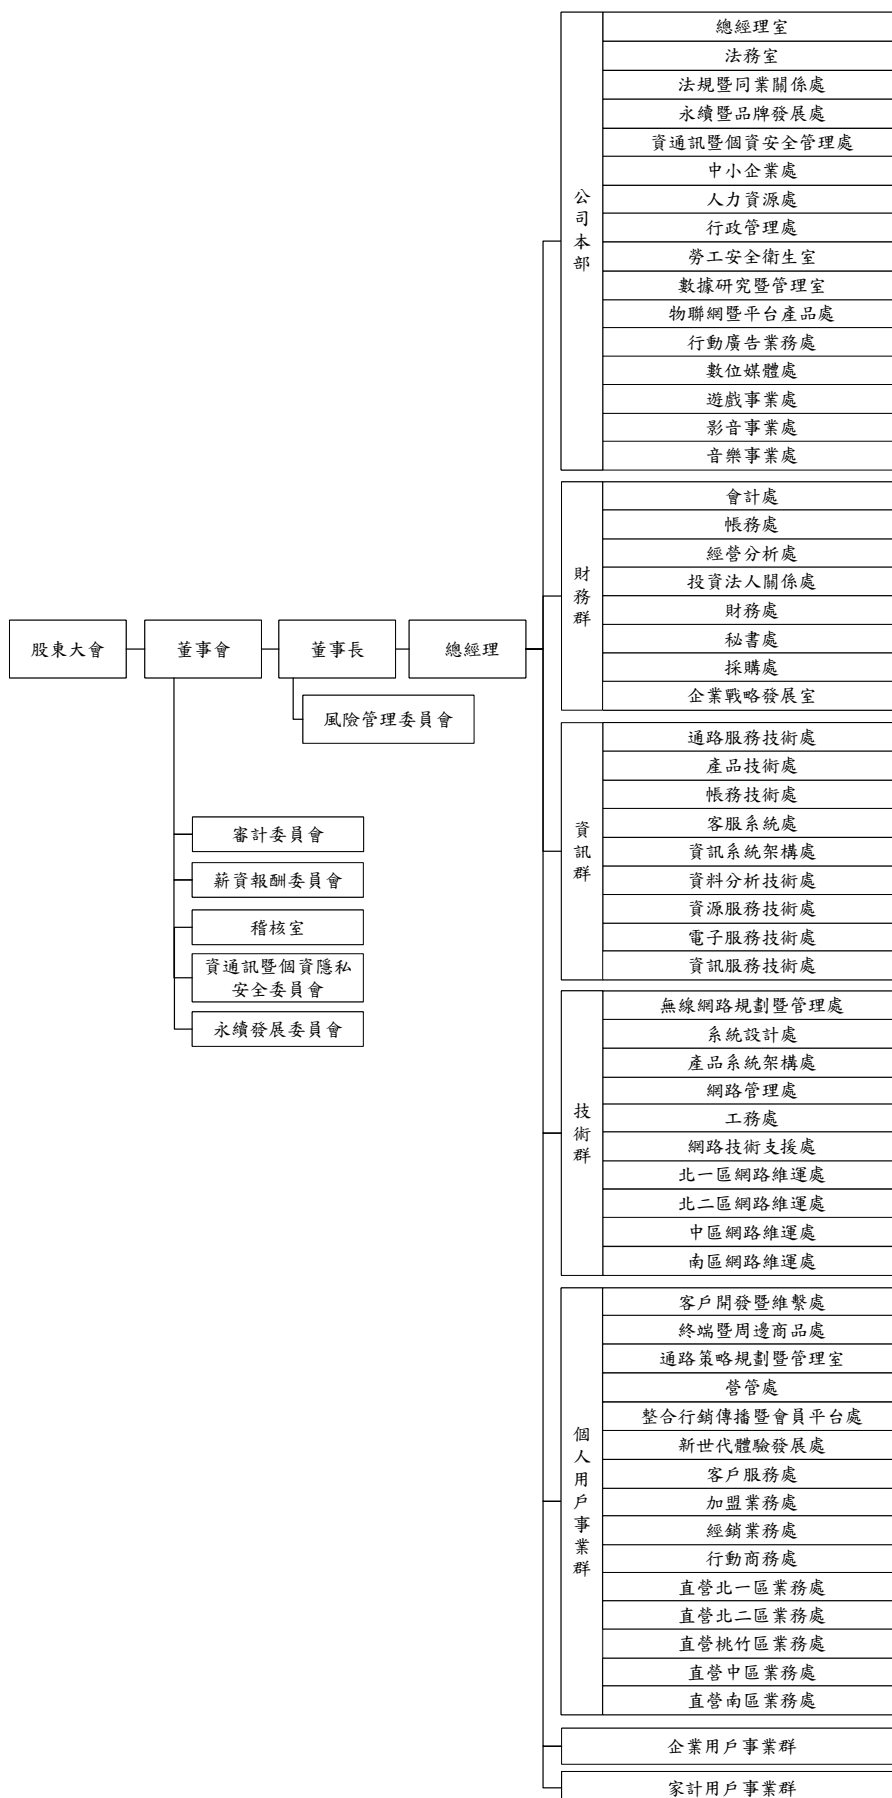 股東大會
董事會
董事長
總經理
風險管理委員會
審計委員會
薪資報酬委員會
稽核室
資通訊暨個資隱私
安全委員會
永續發展委員會
公司本部
總經理室
法務室
法規暨同業關係處
永續暨品牌發展處
資通訊暨個資安全管理處
中小企業處
人力資源處
行政管理處
勞工安全衛生室
數據研究暨管理室
物聯網暨平台產品處
行動廣告業務處
數位媒體處
遊戲事業處
影音事業處
音樂事業處
財務群
會計處
帳務處
經營分析處
投資法人關係處
財務處
秘書處
採購處
企業戰略發展室
資訊群
通路服務技術處
產品技術處
帳務技術處
客服系統處
資訊系統架構處
資料分析技術處
資源服務技術處
電子服務技術處
資訊服務技術處
技術群
無線網路規劃暨管理處
系統設計處
產品系統架構處
網路管理處
工務處
網路技術支援處
北一區網路維運處
北二區網路維運處
中區網路維運處
南區網路維運處
個人用戶事業群
客戶開發暨維繫處
終端暨周邊商品處
通路策略規劃暨管理室
營管處
整合行銷傳播暨會員平台處
新世代體驗發展處
客戶服務處
加盟業務處
經銷業務處
行動商務處
直營北一區業務處
直營北二區業務處
直營桃竹區業務處
直營中區業務處
直營南區業務處
企業用戶事業群
家計用戶事業群